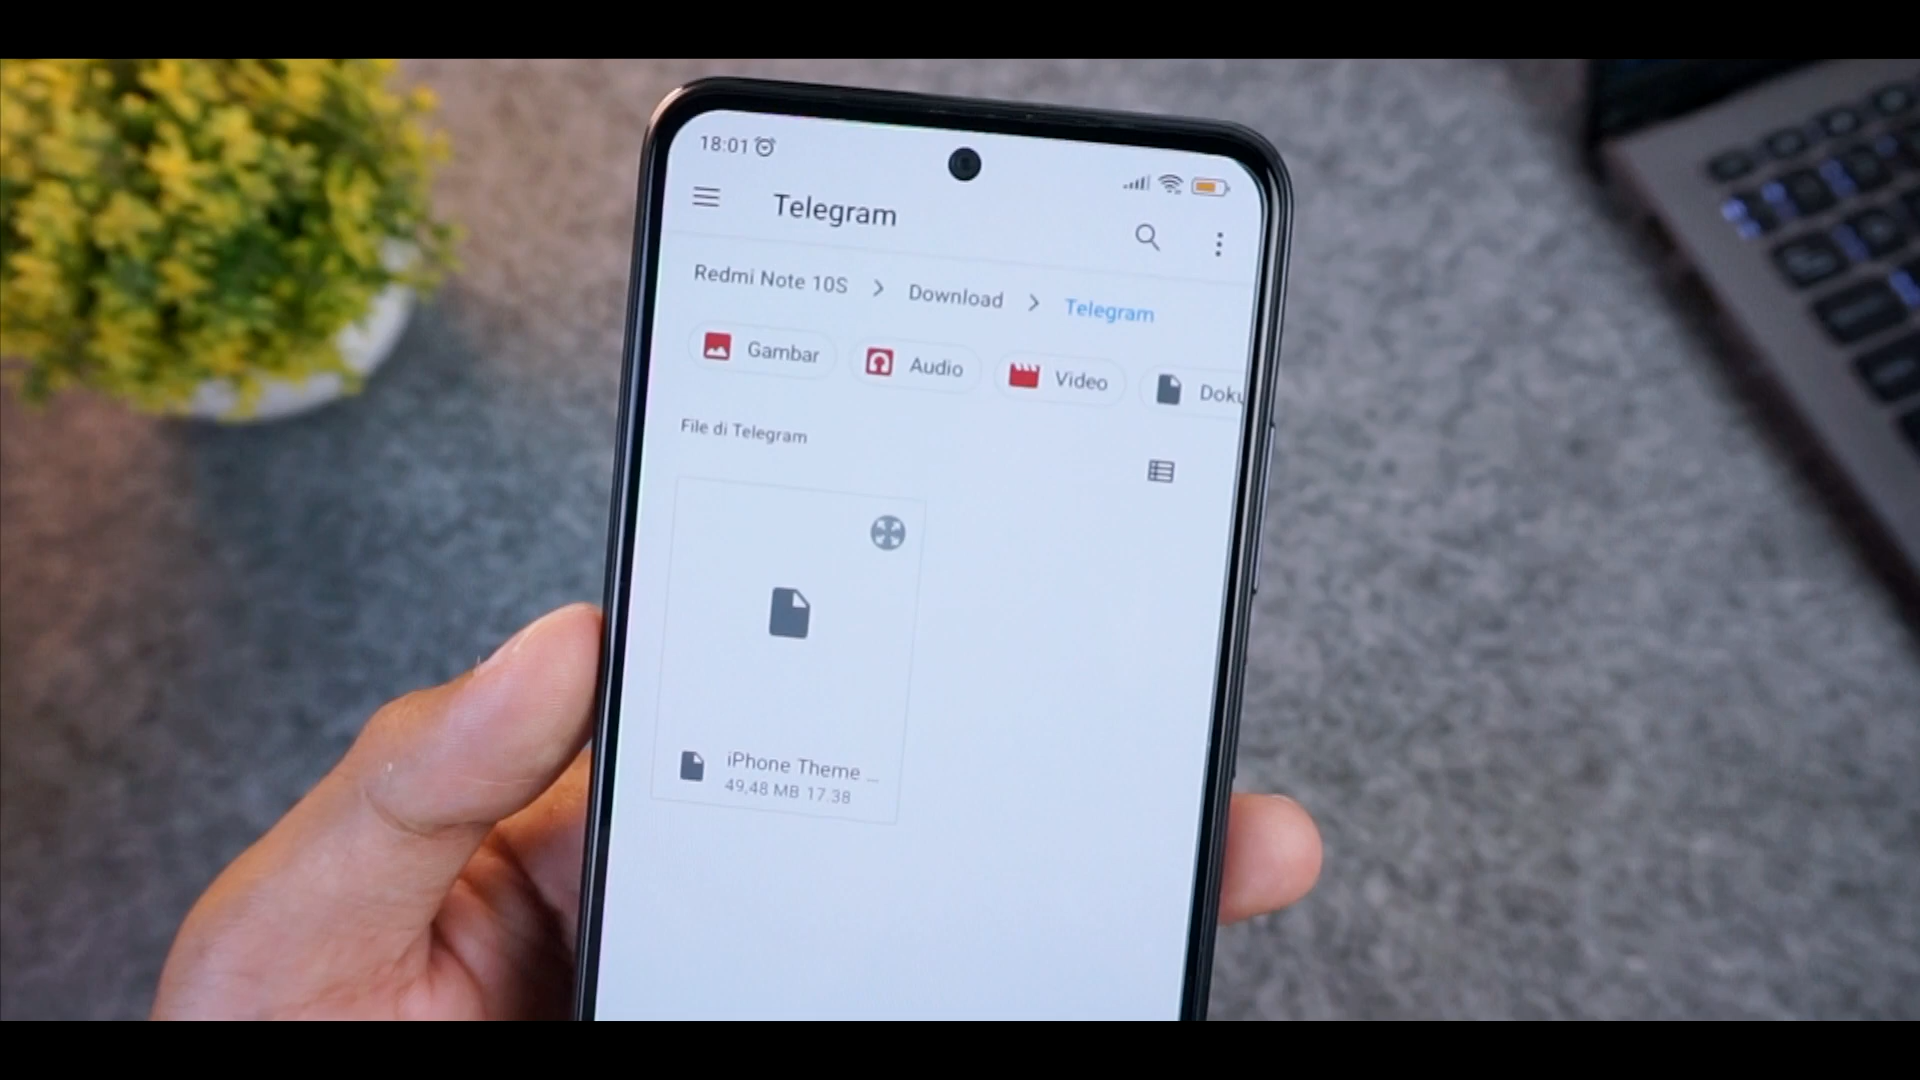 18:01
Telegram
Redmi Note 10S > Download > Telegram
Gambar Audio Video Doku
File di Telegram
iPhone Theme ...
49,48 MB 17.38